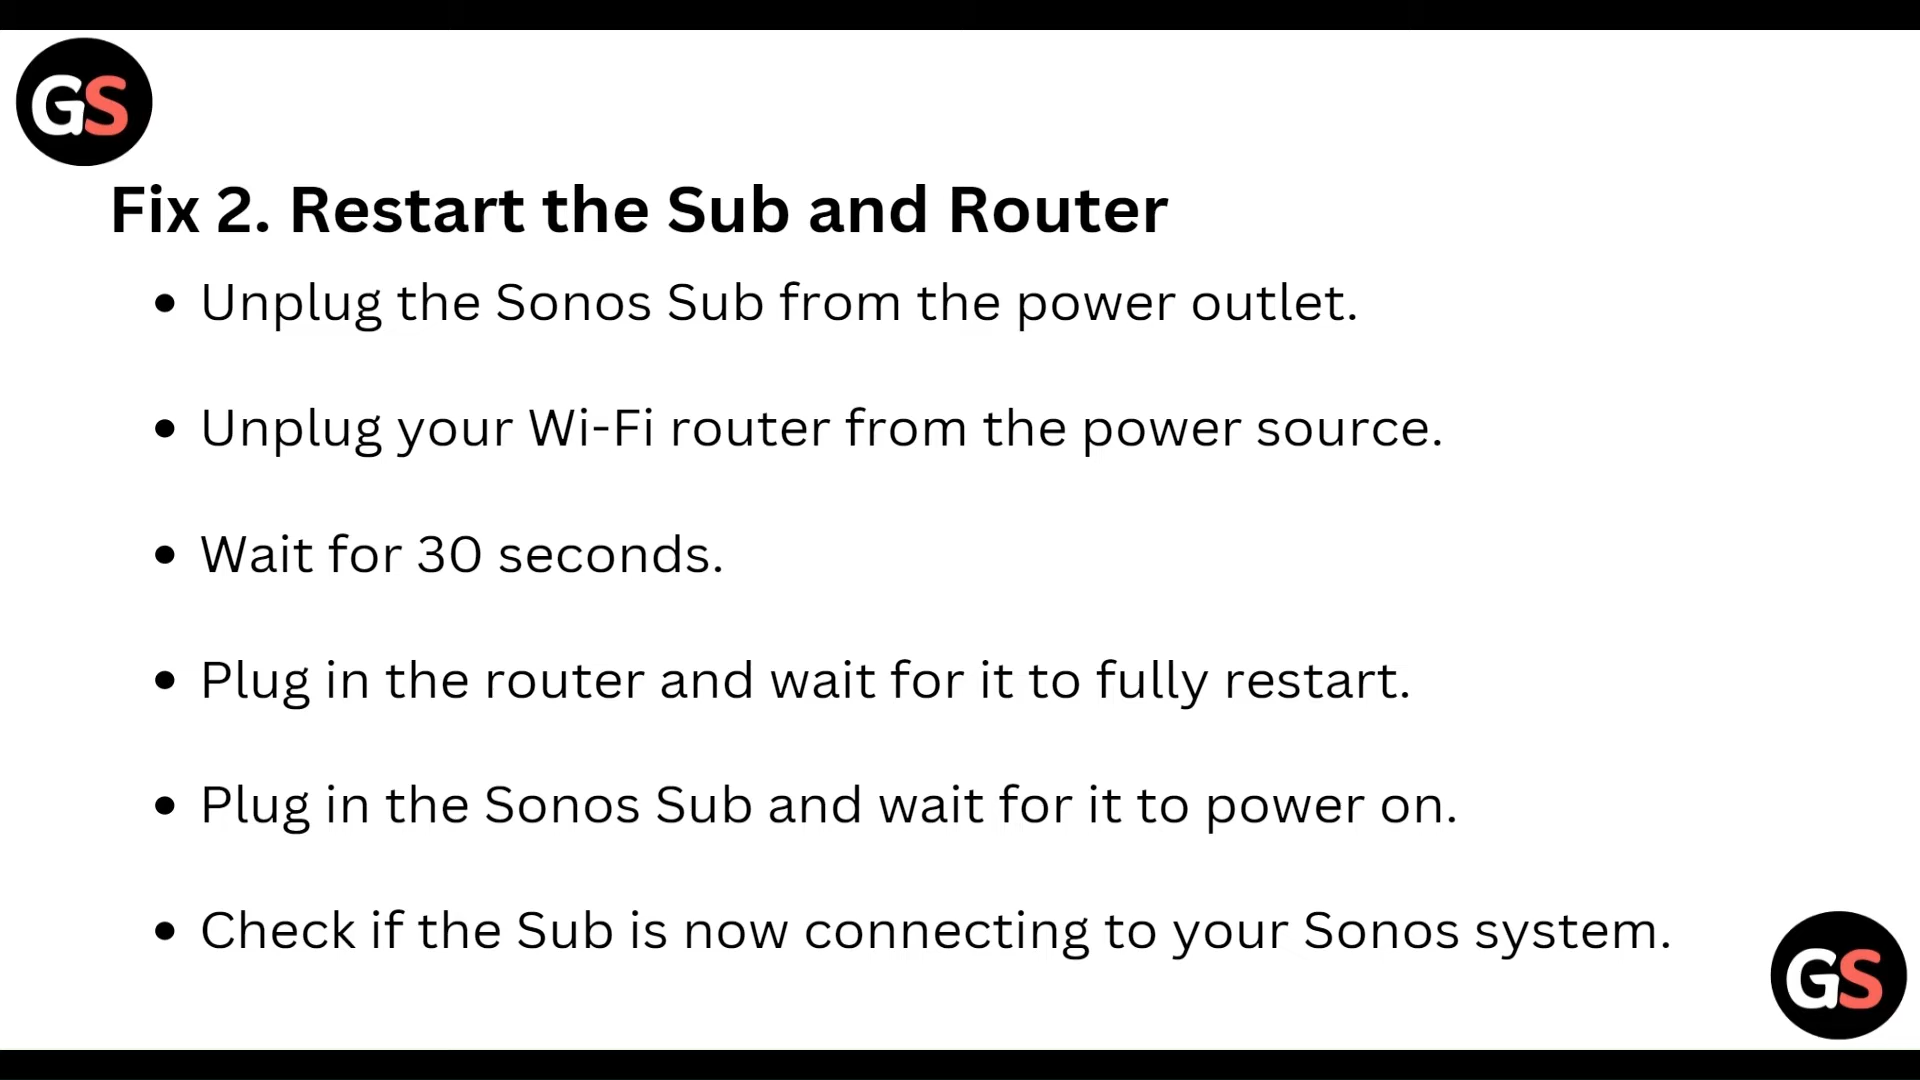 GS
Fix 2. Restart the Sub and Router
• Unplug the Sonos Sub from the power outlet.
• Unplug your Wi-Fi router from the power source.
• Wait for 30 seconds.
• Plug in the router and wait for it to fully restart.
• Plug in the Sonos Sub and wait for it to power on.
• Check if the Sub is now connecting to your Sonos system.
GS